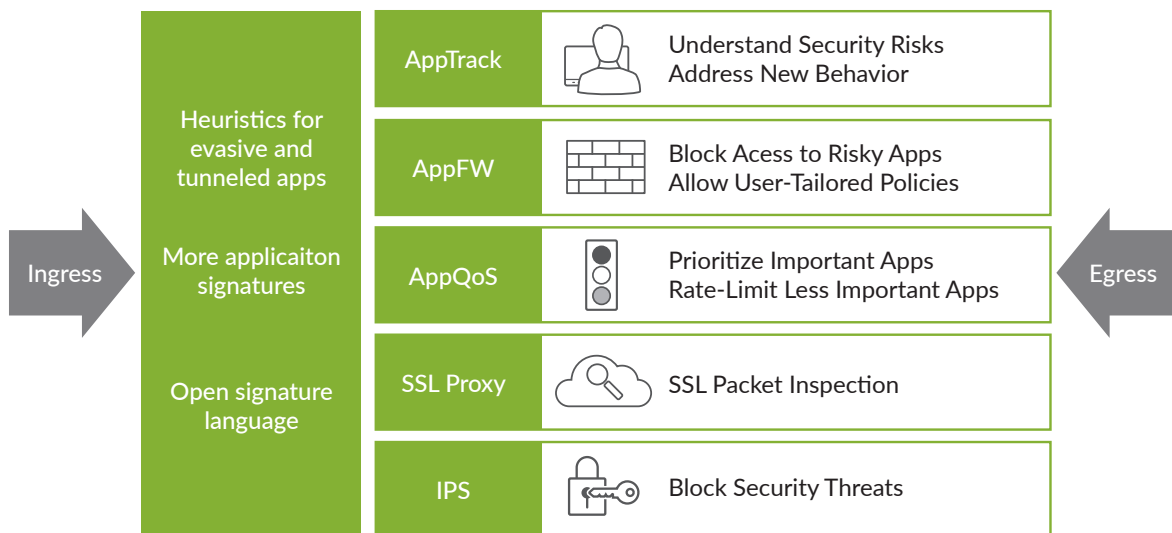 Ingress
Heuristics for
evasive and
tunneled apps
More applicaiton
signatures
Open signature
language
AppTrack
Understand Security Risks
Address New Behavior
AppFW
Block Acess to Risky Apps
Allow User-Tailored Policies
AppQoS
Prioritize Important Apps
Rate-Limit Less Important Apps
SSL Proxy
SSL Packet Inspection
IPS
Block Security Threats
Egress